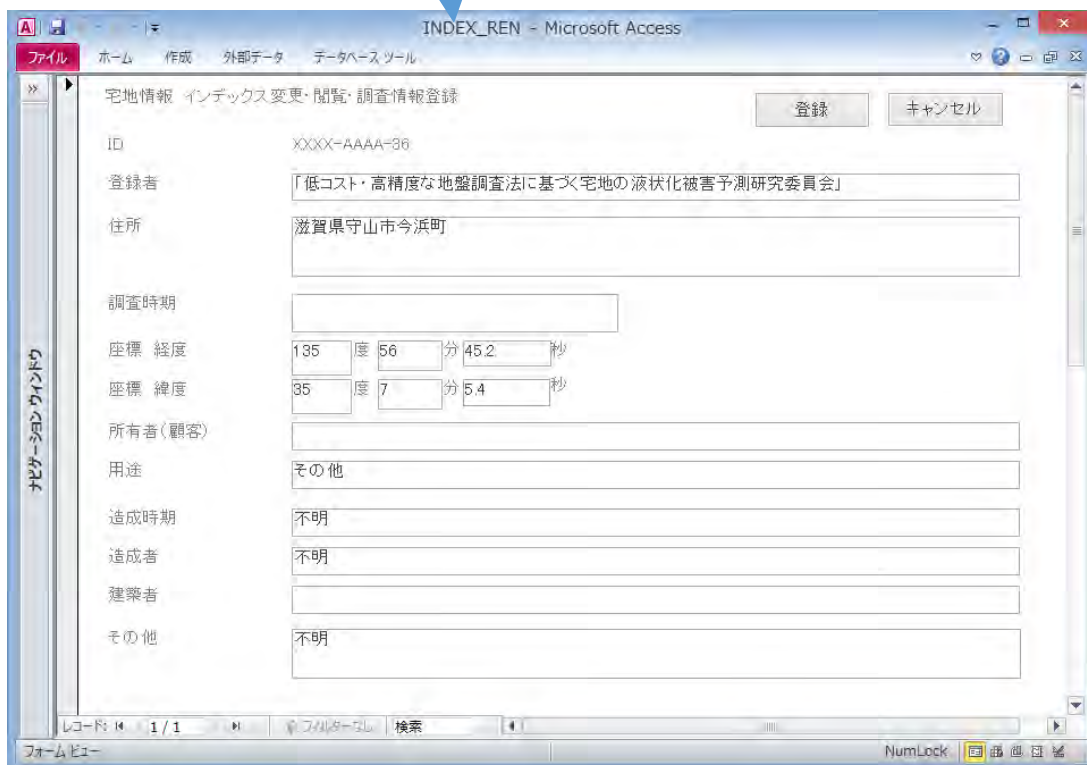 INDEX_REN - Microsoft Access
ファイル ホーム 作成 外部データ データベース ツール
宅地情報 インデックス変更・閲覧・調査情報登録
登録 キャンセル
ID XXXX-AAAA-36
登録者 「低コスト・高精度な地盤調査法に基づく宅地の液状化被害予測研究委員会」
住所 滋賀県守山市今浜町
調査時期
座標 経度 135 度 56 分 45.2 秒
座標 緯度 35 度 7 分 5.4 秒
所有者(顧客)
用途 その他
造成時期 不明
造成者 不明
建築者
その他 不明
ナビゲーション ウィンドウ
レコード: 1 / 1 フィルターなし 検索
フォーム ビュー NumLock